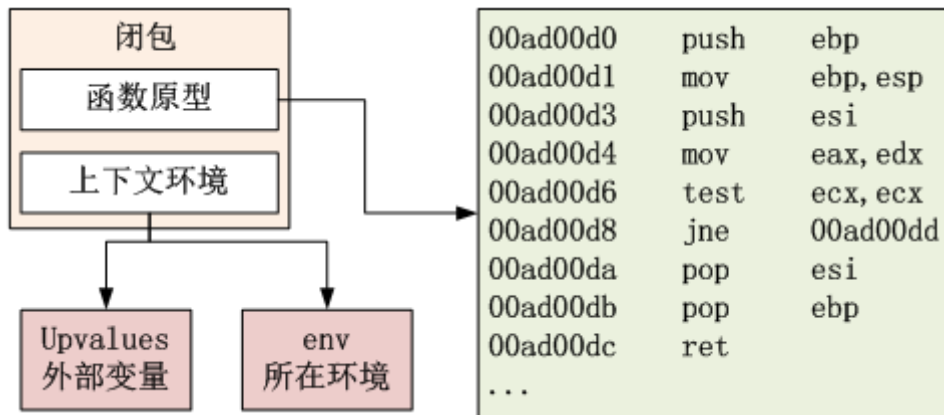 闭包
函数原型
上下文环境
Upvalues
外部变量
env
所在环境
00ad00d0 push ebp
00ad00d1 mov ebp,esp
00ad00d3 push esi
00ad00d4 mov eax,edx
00ad00d6 test ecx,ecx
00ad00d8 jne 00ad00dd
00ad00da pop esi
00ad00db pop ebp
00ad00dc ret
...